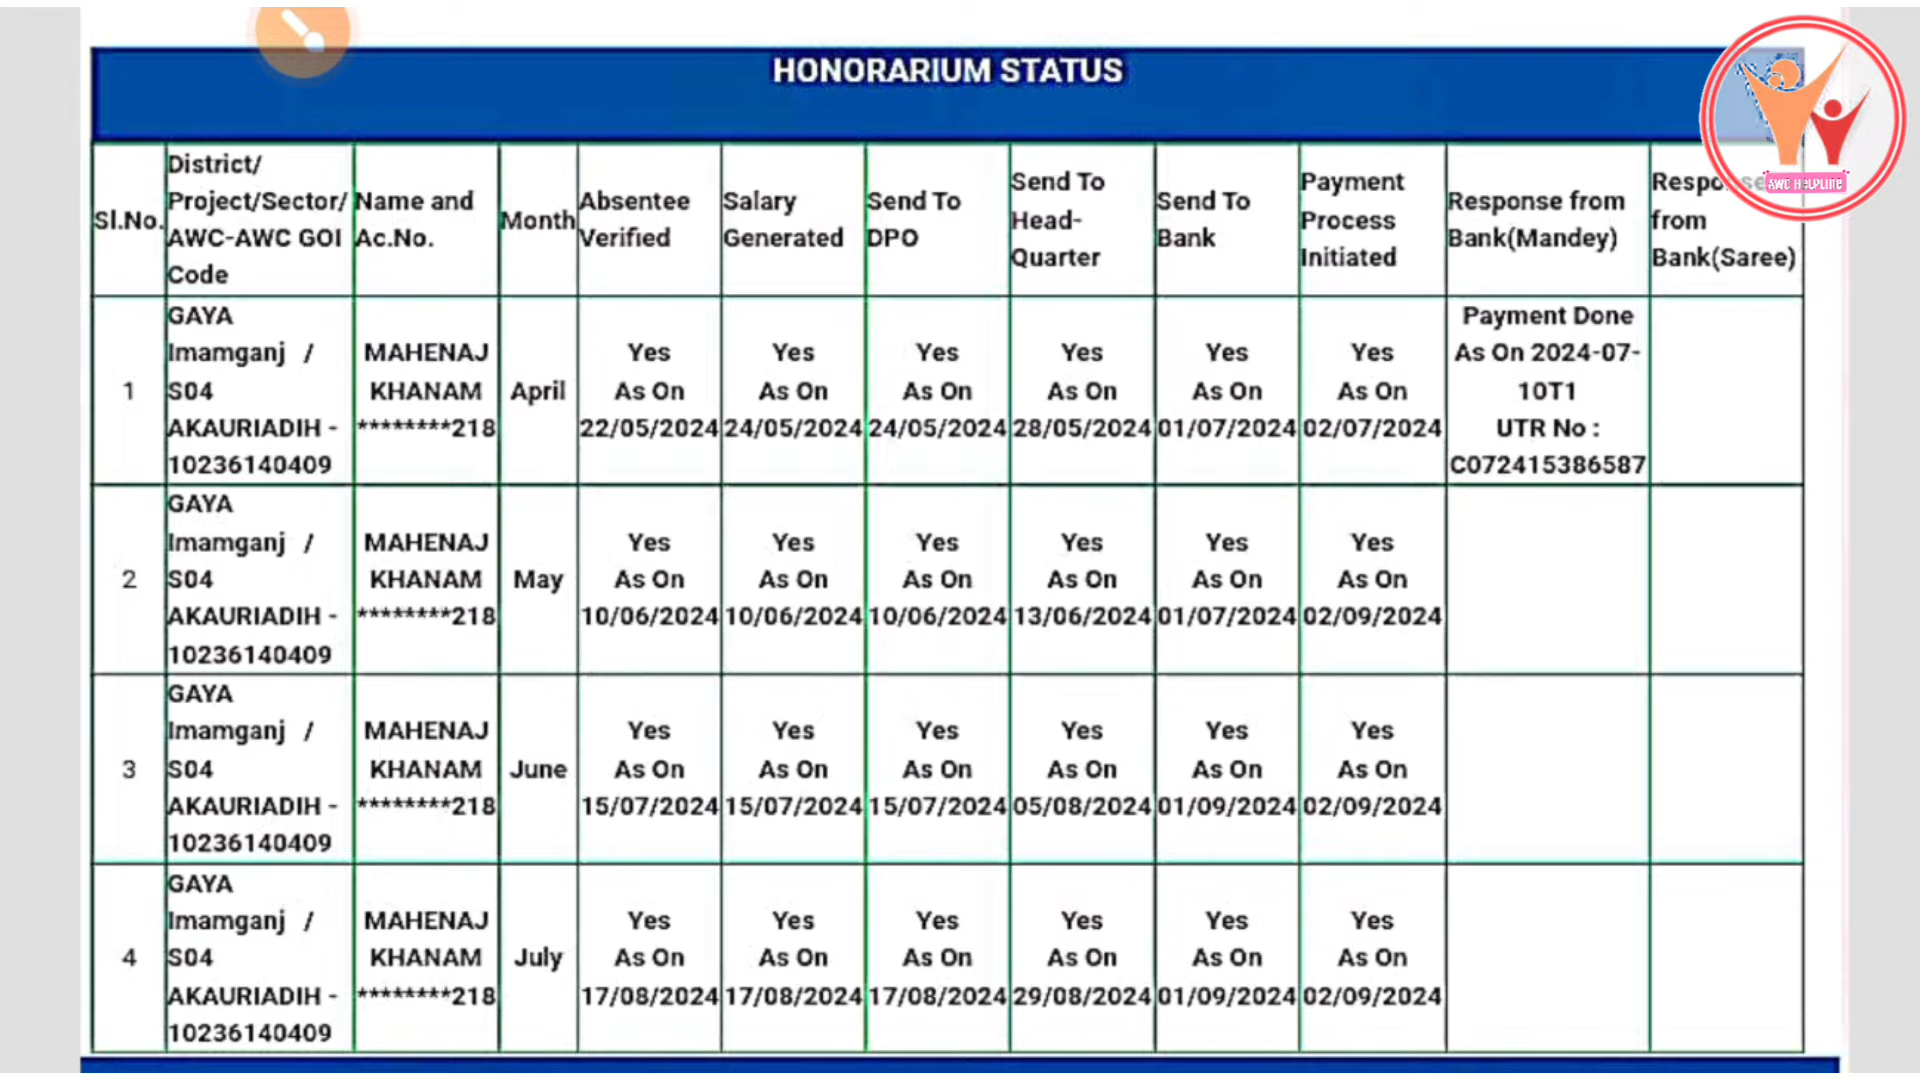 HONORARIUM STATUS
AWC HELPLINE
Sl.No.
District/
Project/Sector/
AWC-AWC GOI
Code
Name and
Ac.No.
Month
Absentee
Verified
Salary
Generated
Send To
DPO
Send To
Head-
Quarter
Send To
Bank
Payment
Process
Initiated
Response from
Bank(Mandey)
from
Bank(Saree)
1
GAYA
Imamganj /
S04
AKAURIADIH -
10236140409
MAHENAJ
KHANAM
********218
April
Yes
As On
22/05/2024
Yes
As On
24/05/2024
Yes
As On
24/05/2024
Yes
As On
28/05/2024
Yes
As On
01/07/2024
Yes
As On
02/07/2024
Payment Done
As On 2024-07-
10T1
UTR No :
C072415386587
2
GAYA
Imamganj /
S04
AKAURIADIH -
10236140409
MAHENAJ
KHANAM
********218
May
Yes
As On
10/06/2024
Yes
As On
10/06/2024
Yes
As On
10/06/2024
Yes
As On
13/06/2024
Yes
As On
01/07/2024
Yes
As On
02/09/2024
3
GAYA
Imamganj /
S04
AKAURIADIH -
10236140409
MAHENAJ
KHANAM
********218
June
Yes
As On
15/07/2024
Yes
As On
15/07/2024
Yes
As On
15/07/2024
Yes
As On
05/08/2024
Yes
As On
01/09/2024
Yes
As On
02/09/2024
4
GAYA
Imamganj /
S04
AKAURIADIH -
10236140409
MAHENAJ
KHANAM
********218
July
Yes
As On
17/08/2024
Yes
As On
17/08/2024
Yes
As On
17/08/2024
Yes
As On
29/08/2024
Yes
As On
01/09/2024
Yes
As On
02/09/2024